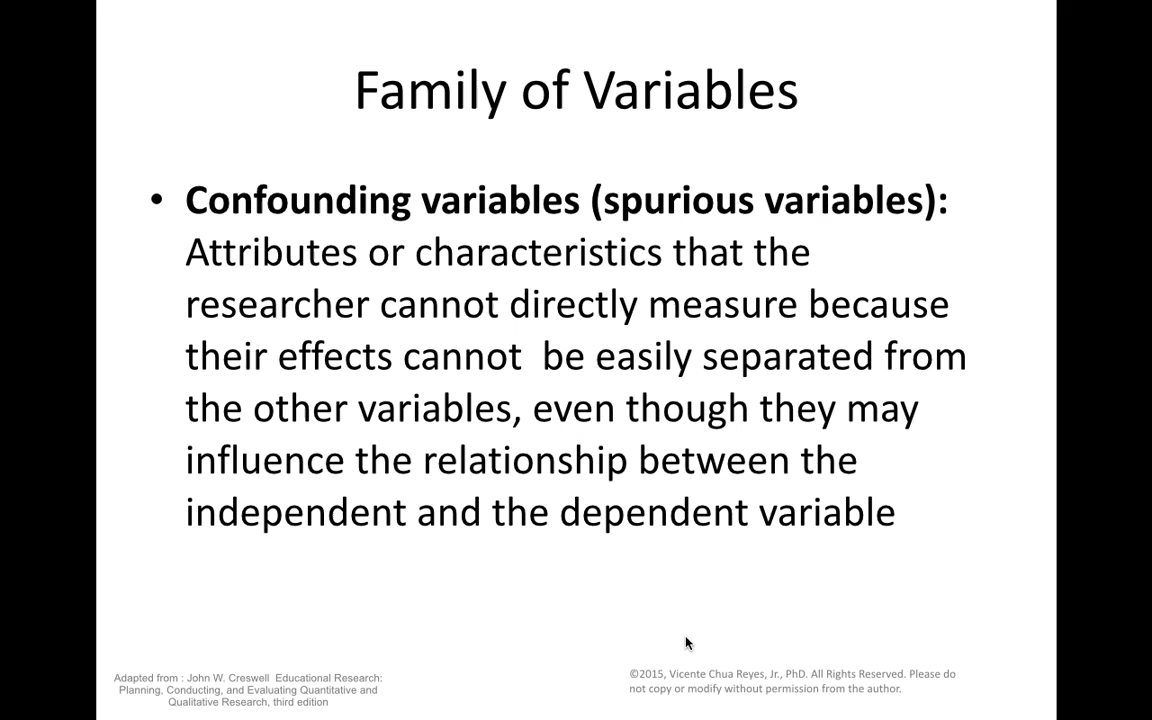 Family of Variables
• Confounding variables (spurious variables):
Attributes or characteristics that the
researcher cannot directly measure because
their effects cannot  be easily separated from
the other variables, even though they may
influence the relationship between the
independent and the dependent variable
Adapted from : John W. Creswell  Educational Research:
Planning, Conducting, and Evaluating Quantitative and
Qualitative Research, third edition
©2015, Vicente Chua Reyes, Jr., PhD. All Rights Reserved. Please do
not copy or modify without permission from the author.